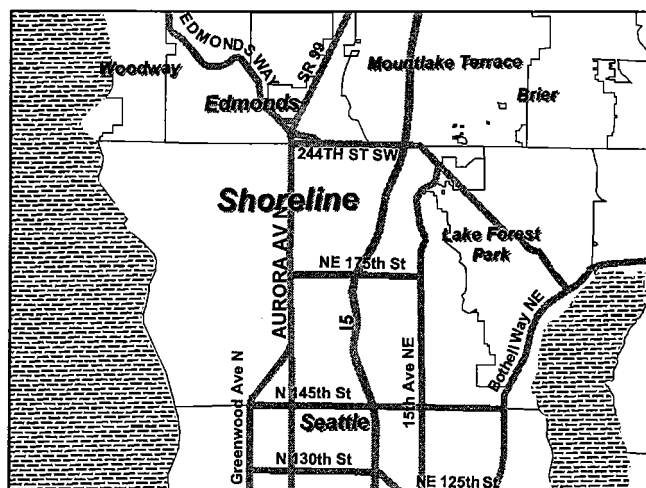 EDMONDS WAY
SR 99
Woodway
Mountlake Terrace
Brier
Edmonds
244TH ST SW
Shoreline
AURORA AV N
Lake Forest
Park
NE 175th St
I5
15th Ave NE
Bothell Way NE
Greenwood Ave N
N 145th St
Seattle
N 130th St
NE 125th St